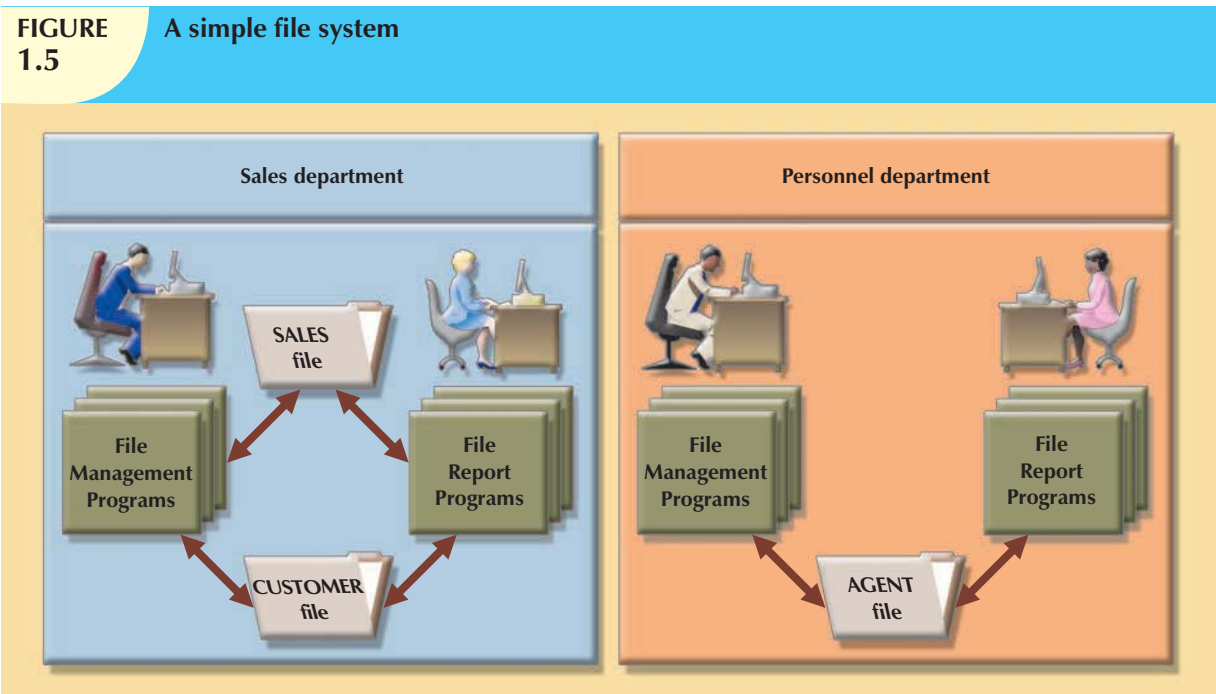 FIGURE
1.5
A simple file system
Sales department
SALES
file
File
Management
Programs
File
Report
Programs
CUSTOMER
file
Personnel department
File
Management
Programs
File
Report
Programs
AGENT
file